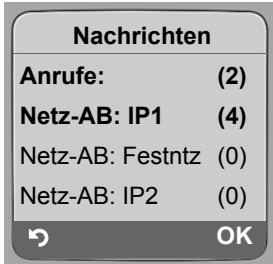 Nachrichten
Anrufe: (2)
Netz-AB: IP1 (4)
Netz-AB: Festntz (0)
Netz-AB: IP2 (0)
OK